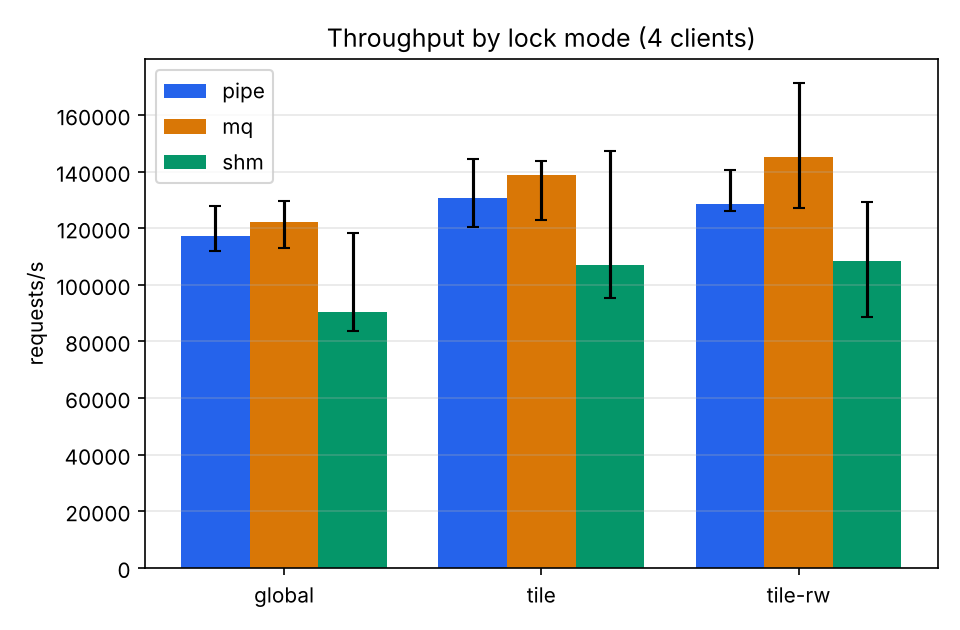 Throughput by lock mode (4 clients)
pipe
mq
shm
requests/s
160000
140000
120000
100000
80000
60000
40000
20000
0
global
tile
tile-rw